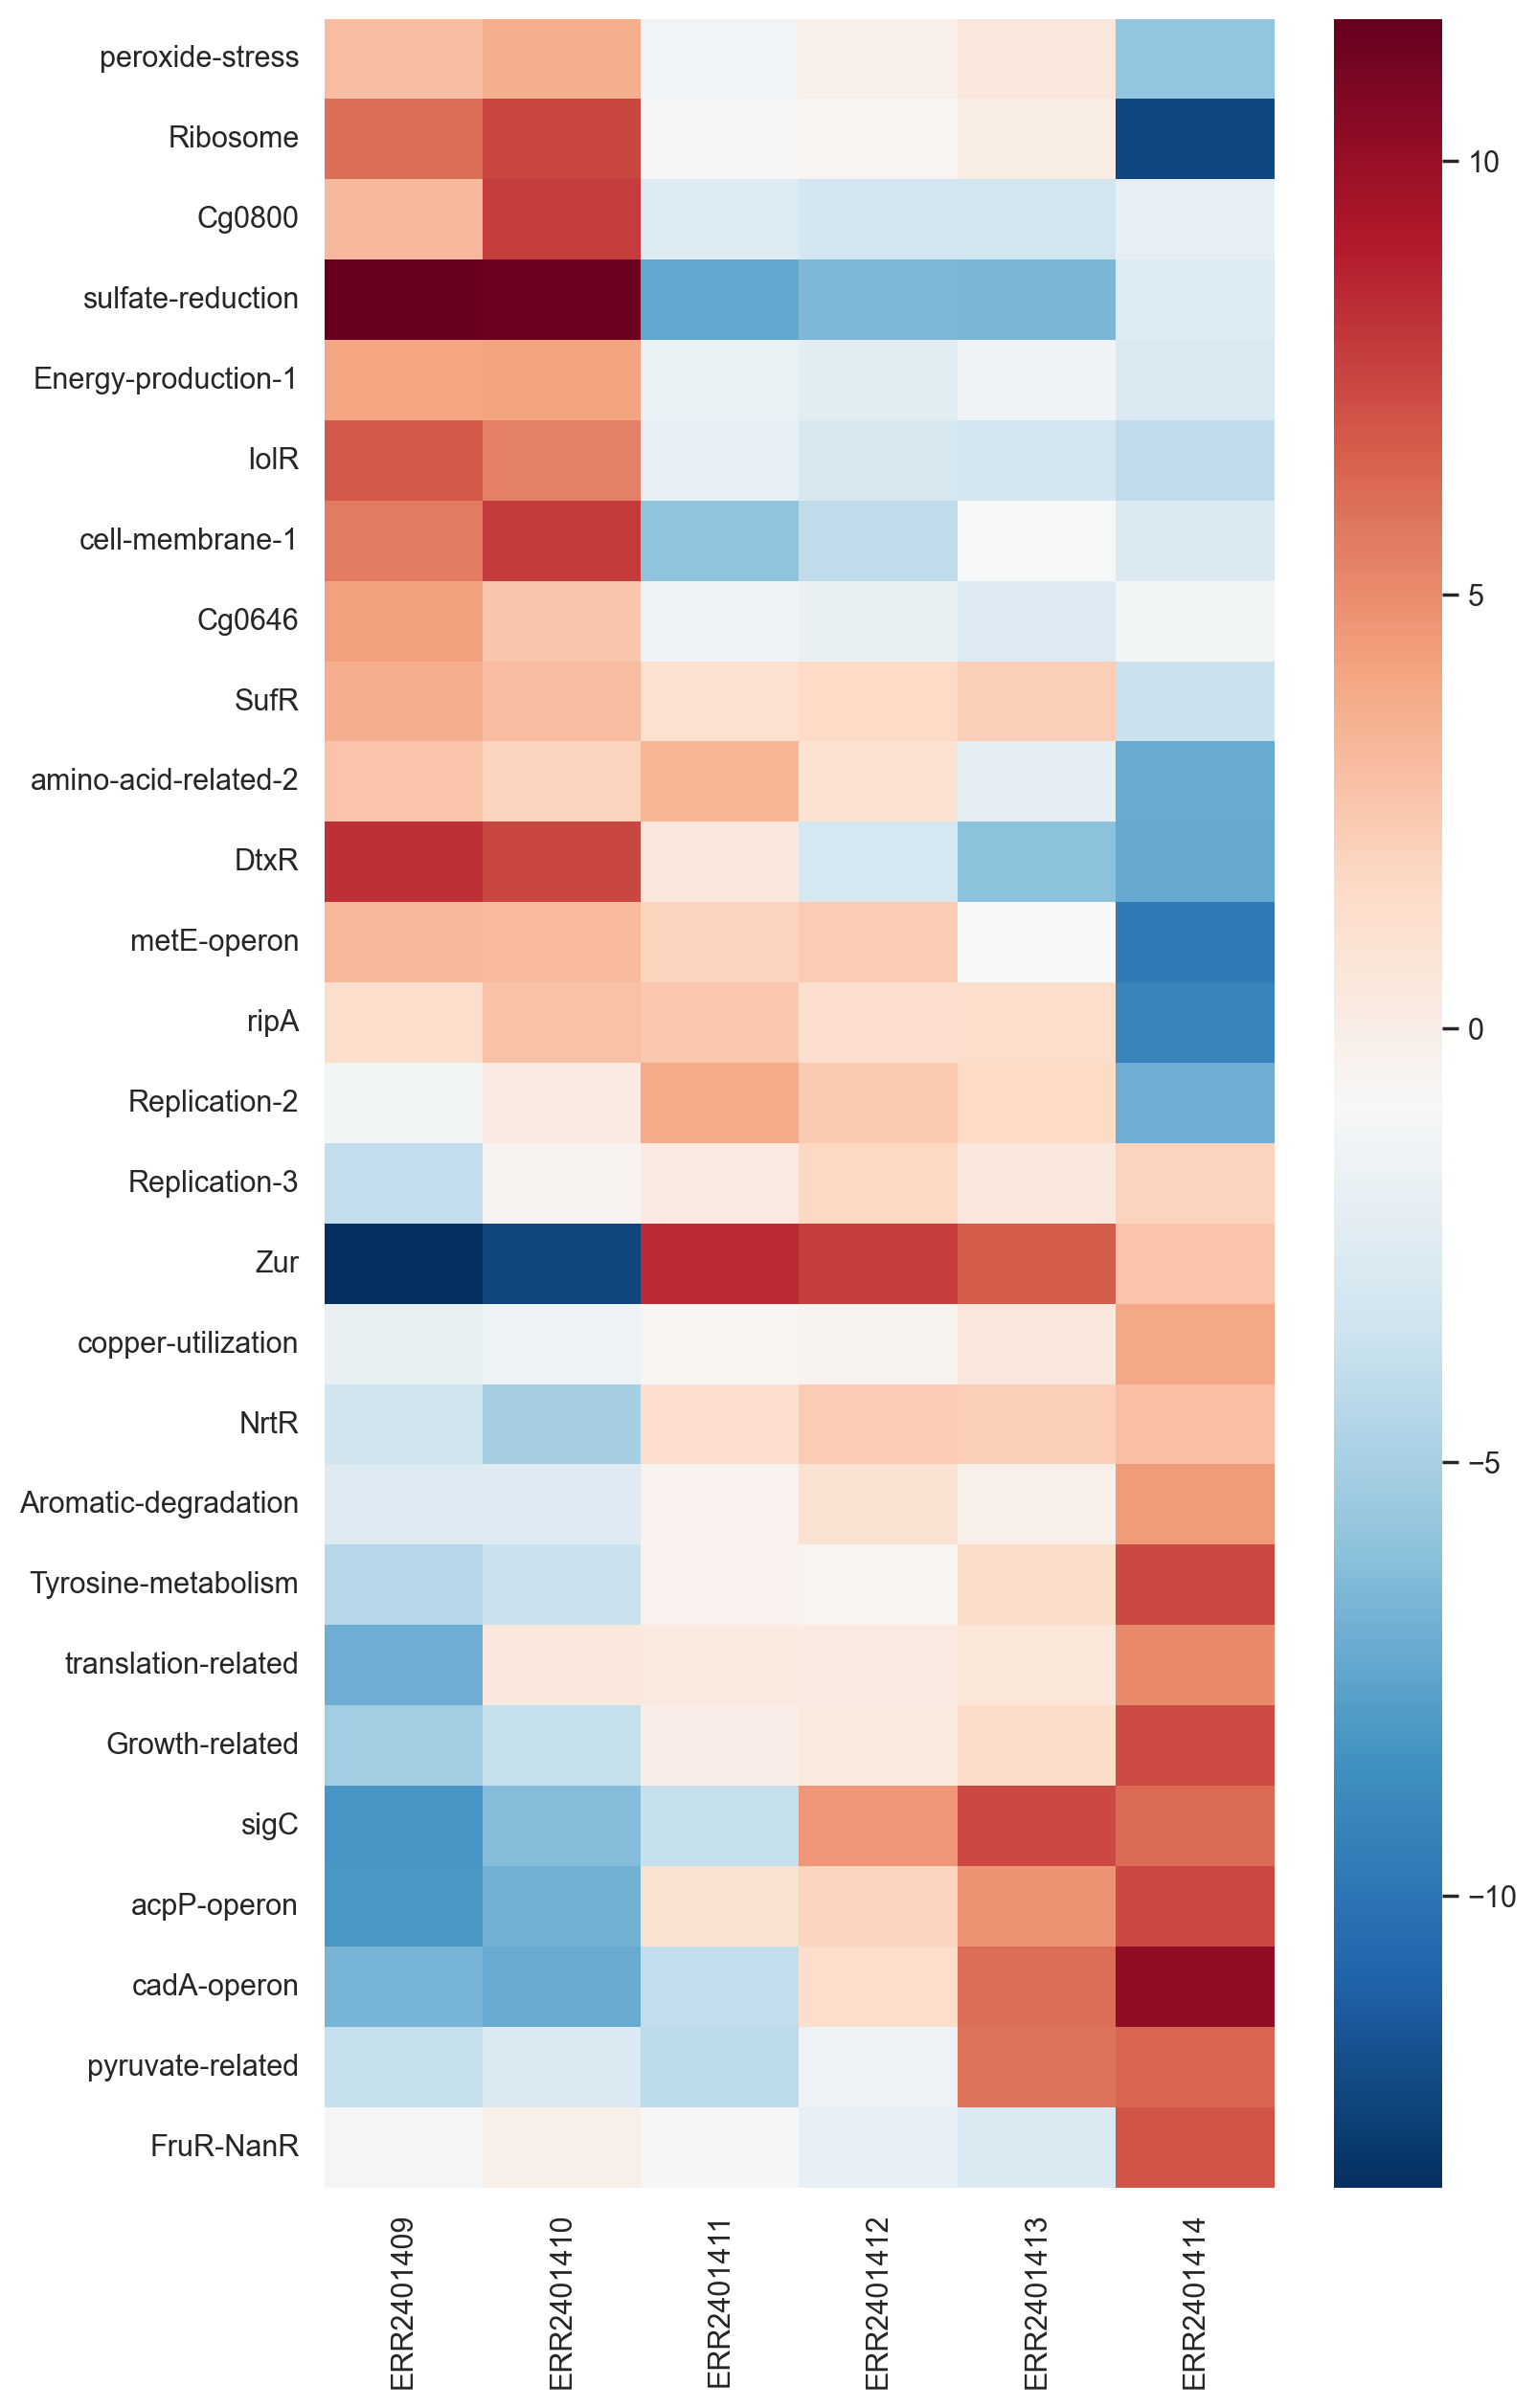 peroxide-stress
Ribosome
Cg0800
sulfate-reduction
Energy-production-1
IolR
cell-membrane-1
Cg0646
SufR
amino-acid-related-2
DtxR
metE-operon
ripA
Replication-2
Replication-3
Zur
copper-utilization
NrtR
Aromatic-degradation
Tyrosine-metabolism
translation-related
Growth-related
sigC
acpP-operon
cadA-operon
pyruvate-related
FruR-NanR
ERR2401409
ERR2401410
ERR2401411
ERR2401412
ERR2401413
ERR2401414
10
5
0
−5
−10